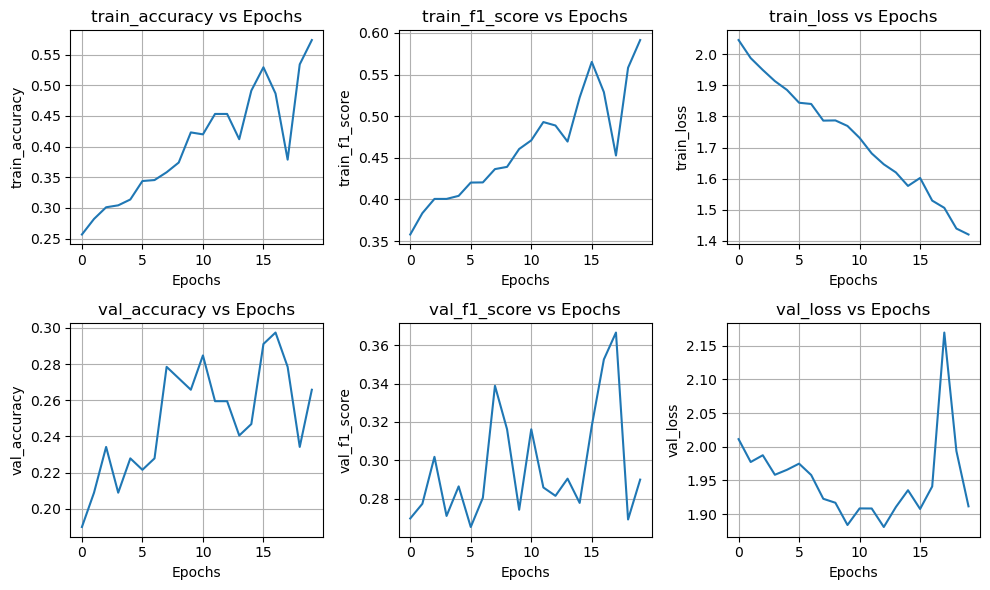 train_accuracy vs Epochs
train_accuracy
0.55
0.50
0.45
0.40
0.35
0.30
0.25
0 5 10 15
Epochs
train_f1_score vs Epochs
train_f1_score
0.60
0.55
0.50
0.45
0.40
0.35
0 5 10 15
Epochs
train_loss vs Epochs
train_loss
2.0
1.9
1.8
1.7
1.6
1.5
1.4
0 5 10 15
Epochs
val_accuracy vs Epochs
val_accuracy
0.30
0.28
0.26
0.24
0.22
0.20
0 5 10 15
Epochs
val_f1_score vs Epochs
val_f1_score
0.36
0.34
0.32
0.30
0.28
0 5 10 15
Epochs
val_loss vs Epochs
val_loss
2.15
2.10
2.05
2.00
1.95
1.90
0 5 10 15
Epochs